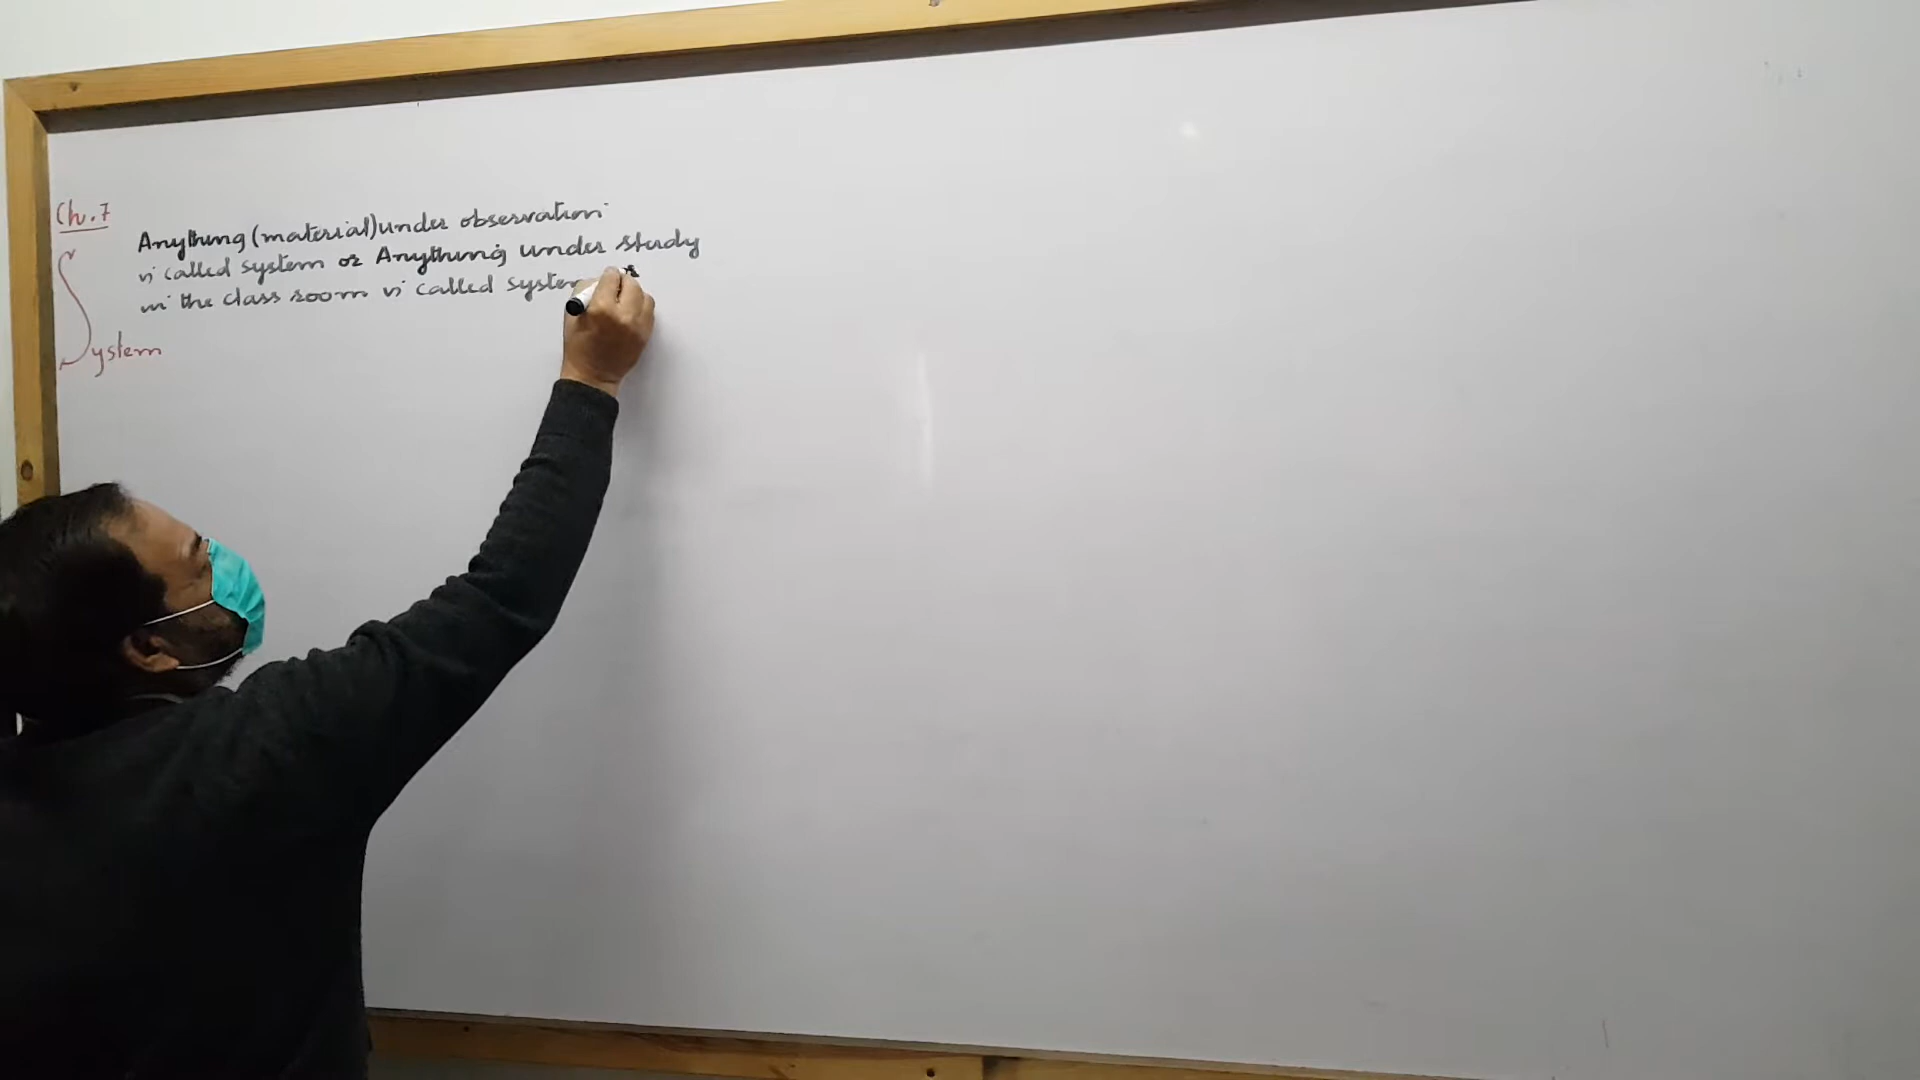 Ch. 7
Anything (material) under observation
is called system or Anything under study
in the class room is called system
System